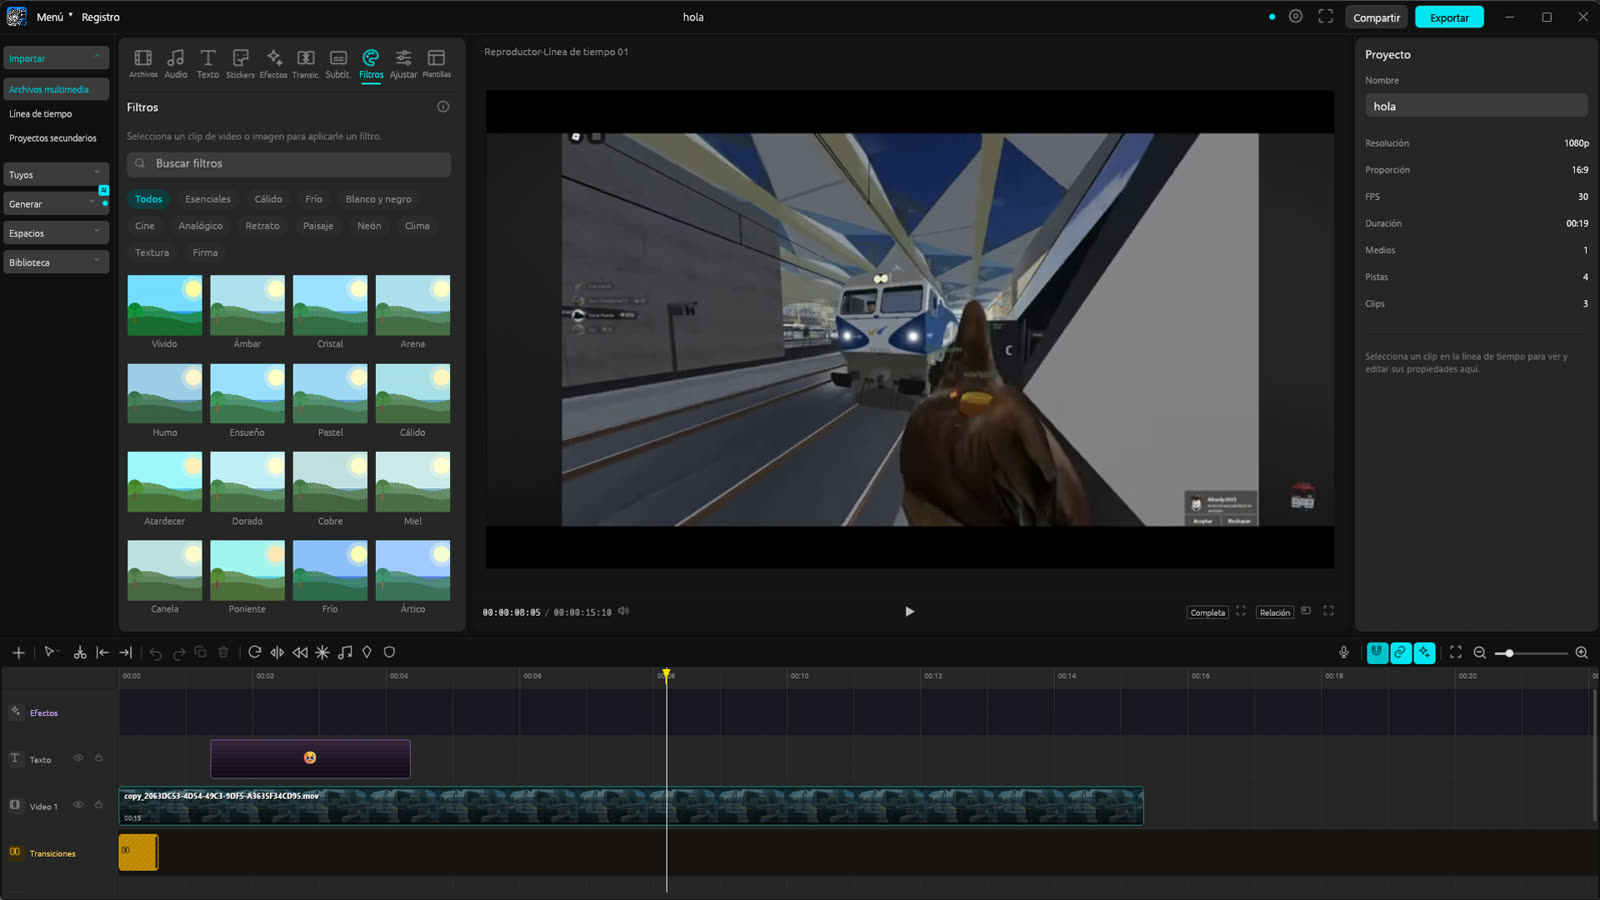 Menú
Registro
hola
Compartir
Exportar
Importar
Archivos multimedia
Línea de tiempo
Proyectos secundarios
Tuyos
AI
Generar
Espacios
Biblioteca
Archivos
Audio
Texto
Stickers
Efectos
Transic.
Subtít.
Filtros
Ajustar
Plantillas
Filtros
Selecciona un clip de video o imagen para aplicarle un filtro.
Buscar filtros
Todos
Esenciales
Cálido
Frío
Blanco y negro
Cine
Analógico
Retrato
Paisaje
Neón
Clima
Textura
Firma
Vívido
Ámbar
Cristal
Arena
Humo
Ensueño
Pastel
Cálido
Atardecer
Dorado
Cobre
Miel
Canela
Poniente
Frío
Ártico
Reproductor-Línea de tiempo 01
C
Aceptar
Rechazar
00:00:08:05 / 00:00:15:10
Completa
Relación
Proyecto
Nombre
hola
Resolución 1080p
Proporción 16:9
FPS 30
Duración 00:19
Medios 1
Pistas 4
Clips 3
Selecciona un clip en la línea de tiempo para ver y
editar sus propiedades aquí.
00:00
00:02
00:04
00:06
00:08
00:10
00:12
00:14
00:16
00:18
00:20
Efectos
Texto
Video 1
copy_2063DC53-4D54-49C3-9DF5-A3635F34CD95.mov
00:15
Transiciones